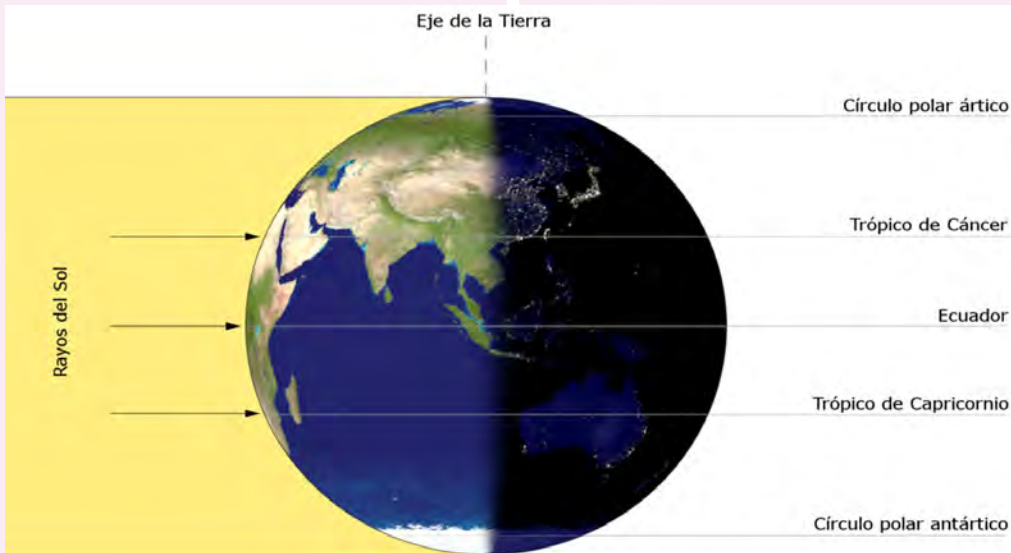 Eje de la Tierra
Círculo polar ártico
Trópico de Cáncer
Rayos del Sol
Ecuador
Trópico de Capricornio
Círculo polar antártico